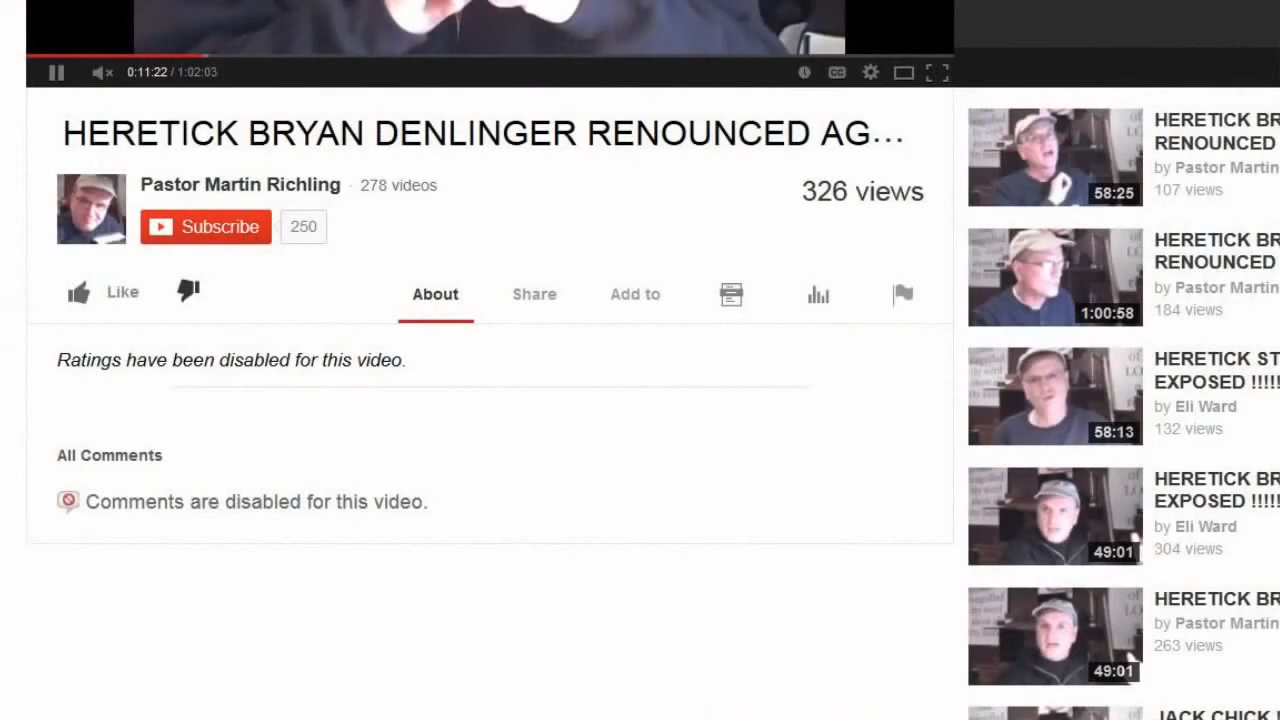 0:11:22 / 1:02:03
CC
HERETICK BRYAN DENLINGER RENOUNCED AG...
Pastor Martin Richling · 278 videos
326 views
Subscribe 250
Like
About Share Add to
Ratings have been disabled for this video.
All Comments
Comments are disabled for this video.
58:25
HERETICK BR
RENOUNCED
by Pastor Martin
107 views
1:00:58
HERETICK BR
RENOUNCED
by Pastor Martin
184 views
58:13
HERETICK ST
EXPOSED !!!!!
by Eli Ward
132 views
49:01
HERETICK BR
EXPOSED !!!!!
by Eli Ward
304 views
49:01
HERETICK BR
by Pastor Martin
263 views
JACK CHICK